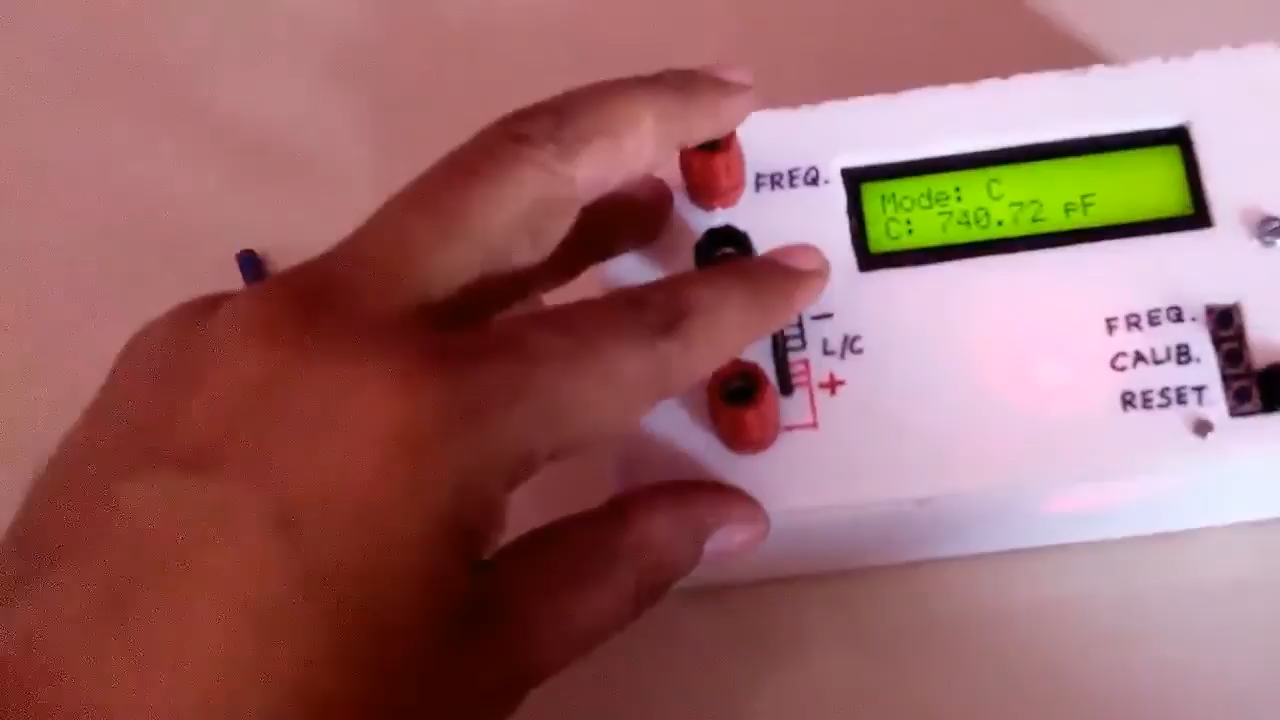 FREQ.
Mode: C
C: 740.72 pF
-
L/C
+
FREQ.
CALIB.
RESET